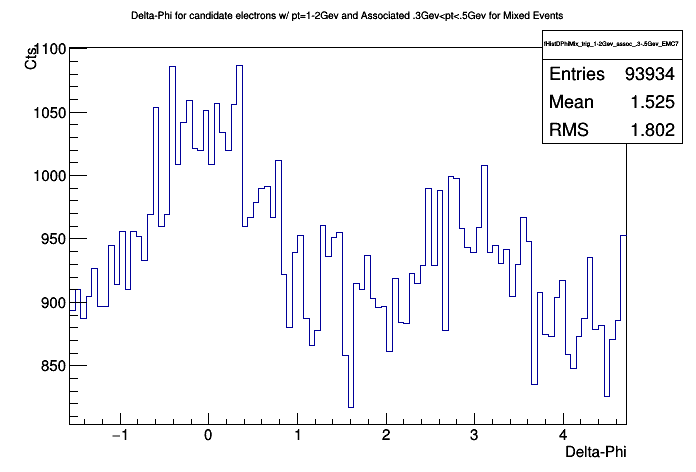 Delta-Phi for candidate electrons w/ pt=1-2Gev and Associated .3Gev<pt<.5Gev for Mixed Events
fHistDPhiMix_trig_1-2Gev_assoc_.3-.5Gev_EMC7
Entries 93934
Mean 1.525
RMS 1.802
Cts.
1100
1050
1000
950
900
850
−1 0 1 2 3 4
Delta-Phi